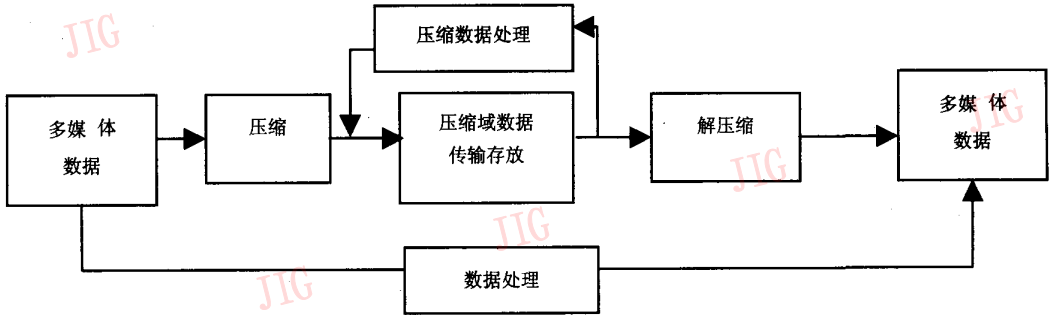 JIG
压缩数据处理
多媒 体
数据
压缩
压缩域数据
传输存放
解压缩
多媒 体
数据
JIG
JIG
JIG
数据处理
JIG